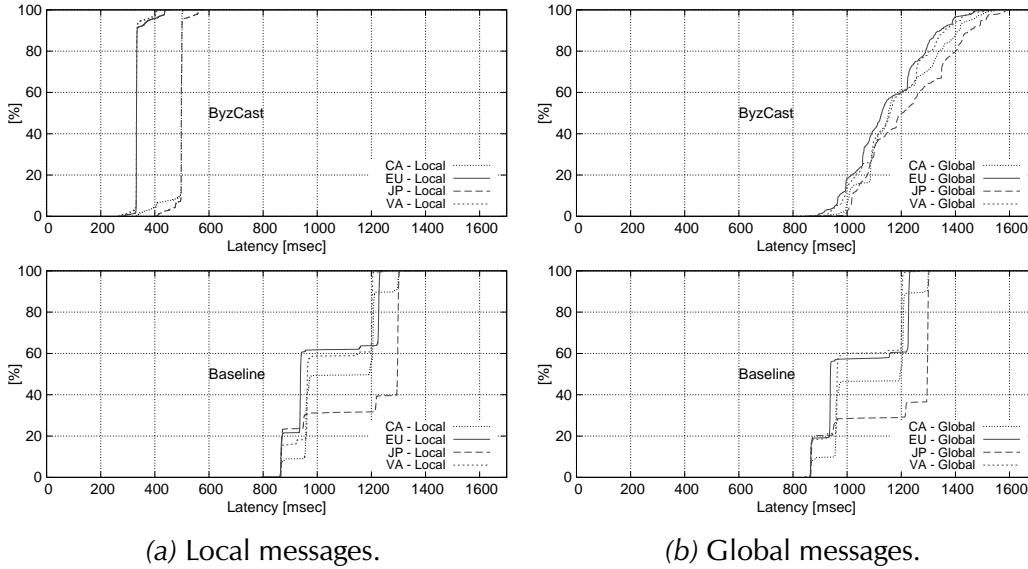 100
80
60
40
20
0
[%]
ByzCast
CA - Local
EU - Local
JP - Local
VA - Local
0 200 400 600 800 1000 1200 1400 1600
Latency [msec]
100
80
60
40
20
0
[%]
ByzCast
CA - Global
EU - Global
JP - Global
VA - Global
0 200 400 600 800 1000 1200 1400 1600
Latency [msec]
100
80
60
40
20
0
[%]
Baseline
CA - Local
EU - Local
JP - Local
VA - Local
0 200 400 600 800 1000 1200 1400 1600
Latency [msec]
100
80
60
40
20
0
[%]
Baseline
CA - Global
EU - Global
JP - Global
VA - Global
0 200 400 600 800 1000 1200 1400 1600
Latency [msec]
(a) Local messages.
(b) Global messages.